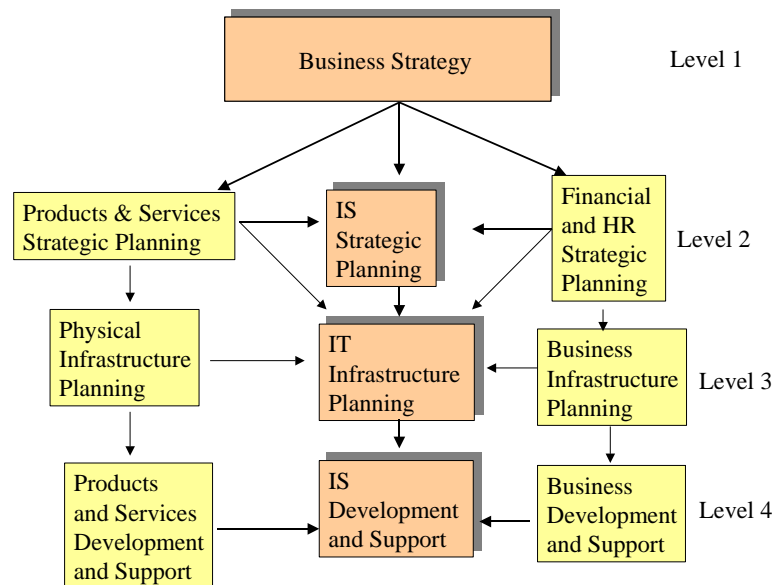 Business Strategy
Level 1
Products & Services
Strategic Planning
IS
Strategic
Planning
Financial
and HR
Strategic
Planning
Level 2
Physical
Infrastructure
Planning
IT
Infrastructure
Planning
Business
Infrastructure
Planning
Level 3
Products
and Services
Development
and Support
IS
Development
and Support
Business
Development
and Support
Level 4